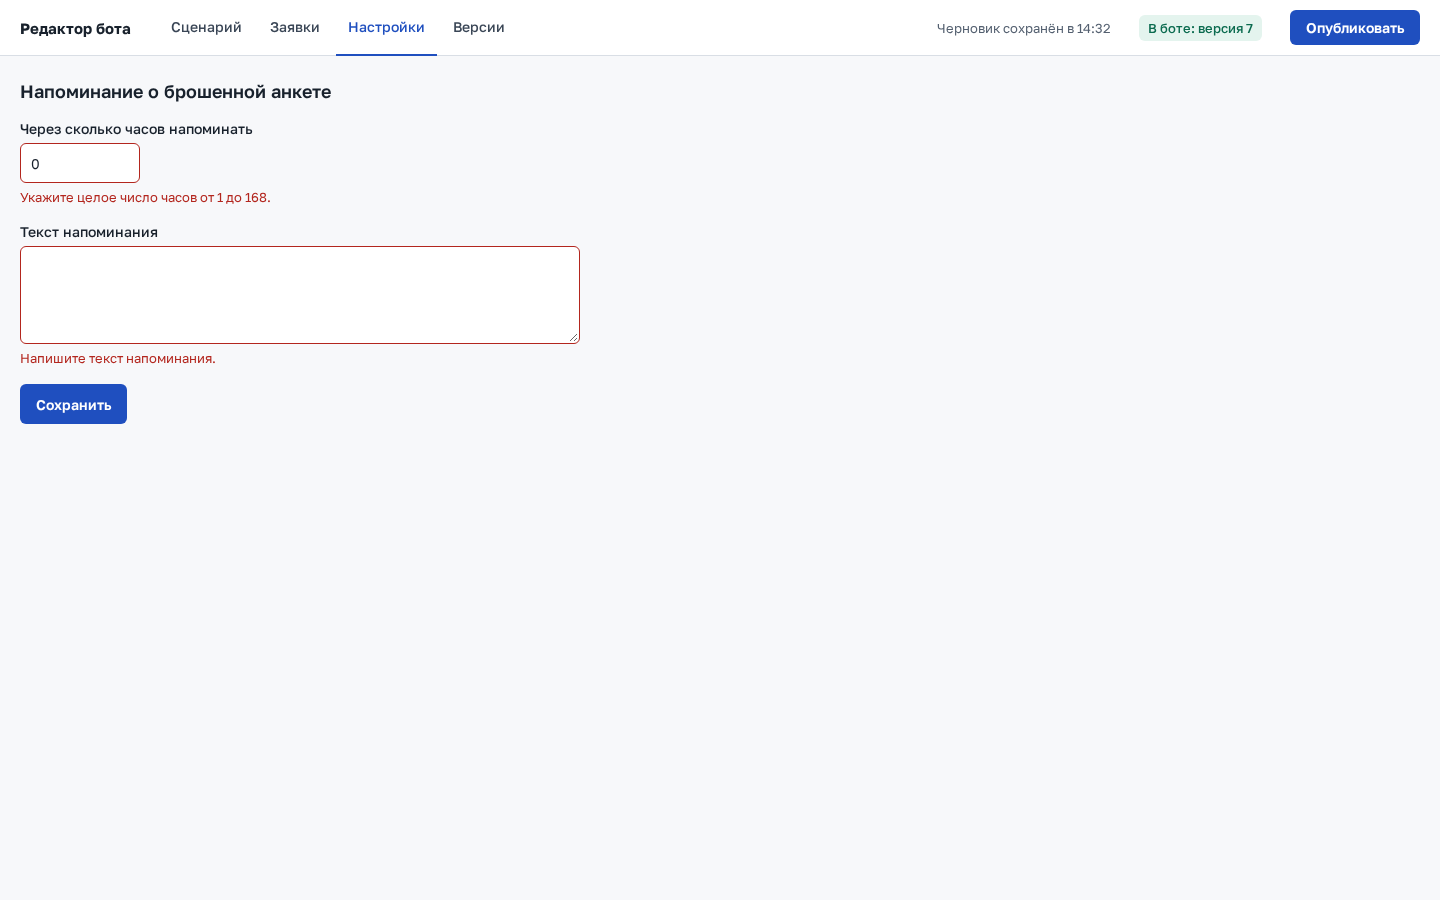 Редактор бота Сценарий Заявки Настройки Версии Черновик сохранён в 14:32 В боте: версия 7 Опубликовать
Напоминание о брошенной анкете
Через сколько часов напоминать
0
Укажите целое число часов от 1 до 168.
Текст напоминания
Напишите текст напоминания.
Сохранить